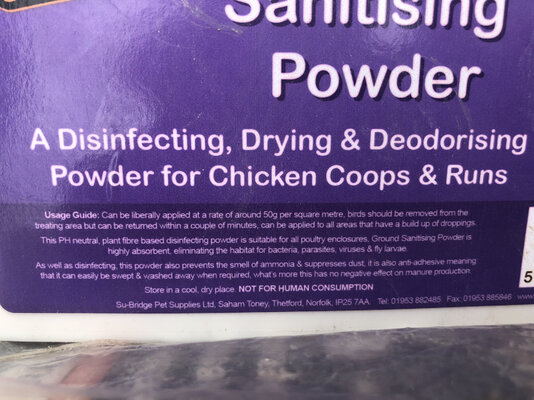 Sanitising
Powder
A Disinfecting, Drying & Deodorising
Powder for Chicken Coops & Runs
Usage Guide: Can be liberally applied at a rate of around 50g per square metre, birds should be removed from the
treating area but can be returned within a couple of minutes, can be applied to all areas that have a build up of droppings.
This PH neutral, plant fibre based disinfecting powder is suitable for all poultry enclosures, Ground Sanitising Powder is
highly absorbent, eliminating the habitat for bacteria, parasites, viruses & fly larvae.
As well as disinfecting, this powder also prevents the smell of ammonia & suppresses dust, it is also anti-adhesive meaning
that it can easily be swept & washed away when required, what's more this has no negative effect on manure production.
Store in a cool, dry place. NOT FOR HUMAN CONSUMPTION
Su-Bridge Pet Supplies Ltd, Saham Toney, Thetford, Norfolk, IP25 7AA. Tel: 01953 882485 Fax: 01953 885846 www.
5